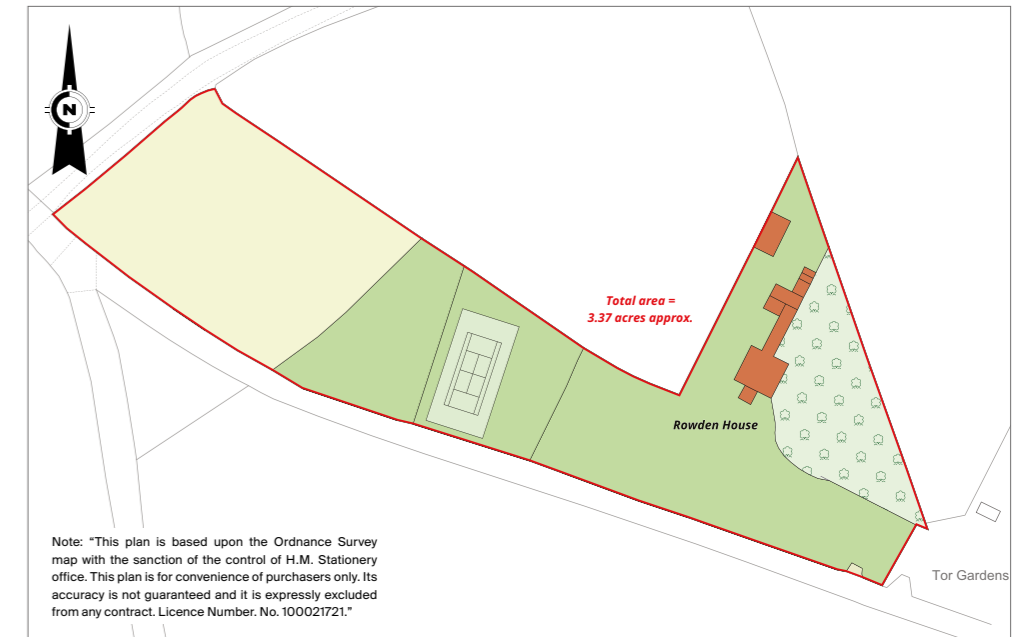 N
Total area =
3.37 acres approx.
Rowden House
Tor Gardens
Note: “This plan is based upon the Ordnance Survey
map with the sanction of the control of H.M. Stationery
office. This plan is for convenience of purchasers only. Its
accuracy is not guaranteed and it is expressly excluded
from any contract. Licence Number. No. 100021721.”